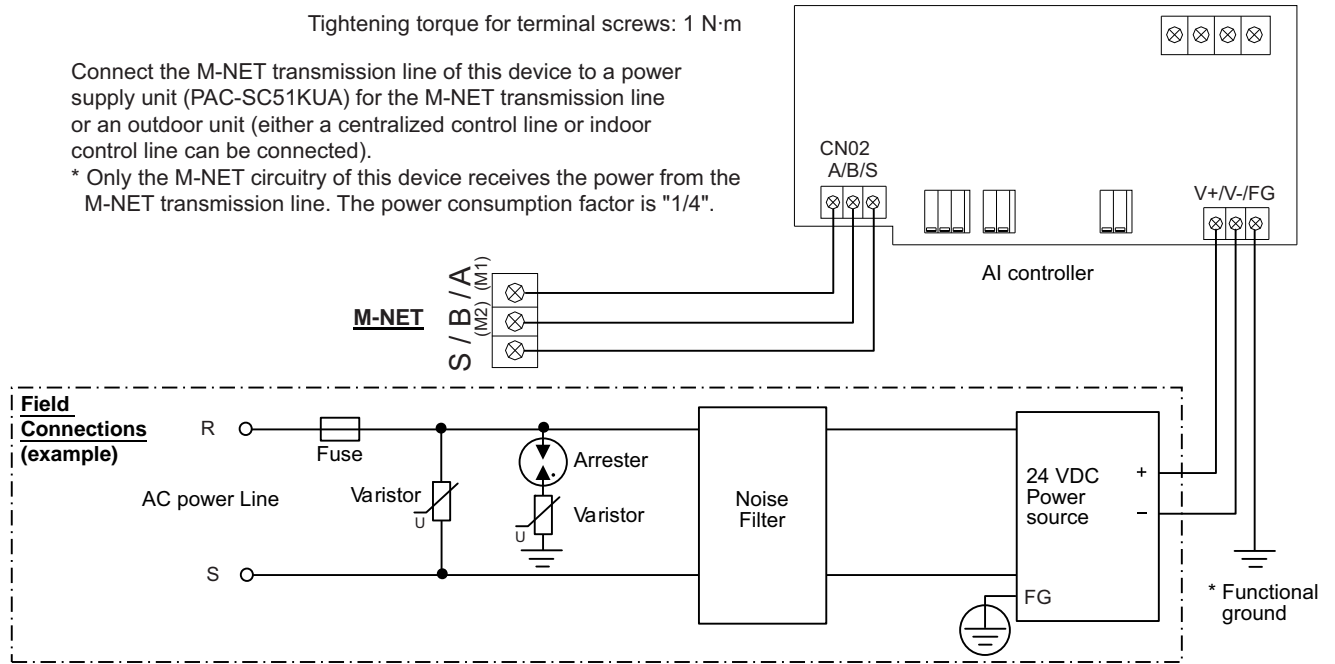 Tightening torque for terminal screws: 1 N·m
Connect the M-NET transmission line of this device to a power
supply unit (PAC-SC51KUA) for the M-NET transmission line
or an outdoor unit (either a centralized control line or indoor
control line can be connected).
* Only the M-NET circuitry of this device receives the power from the
M-NET transmission line. The power consumption factor is "1/4".
CN02
A/B/S
V+/V-/FG
AI controller
M-NET
S / B / A
(M2) (M1)
Field
Connections
(example)
R
Fuse
Arrester
AC power Line
Varistor
U
Varistor
U
Noise
Filter
24 VDC
Power
source
+
−
S
FG
* Functional
ground